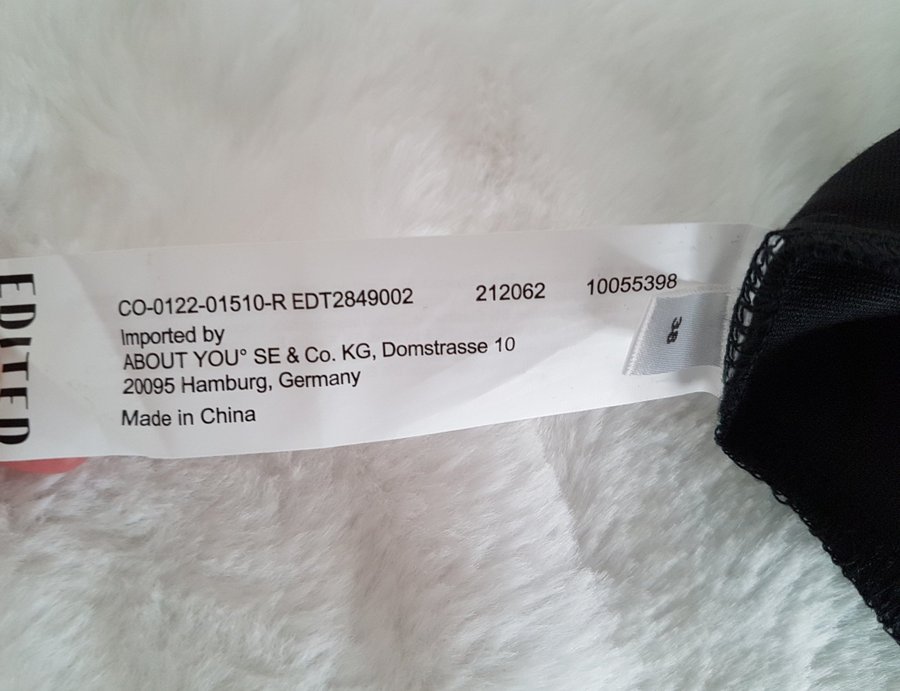 EDITED
CO-0122-01510-R EDT2849002 212062 10055398
Imported by
ABOUT YOU° SE & Co. KG, Domstrasse 10
20095 Hamburg, Germany
Made in China
38